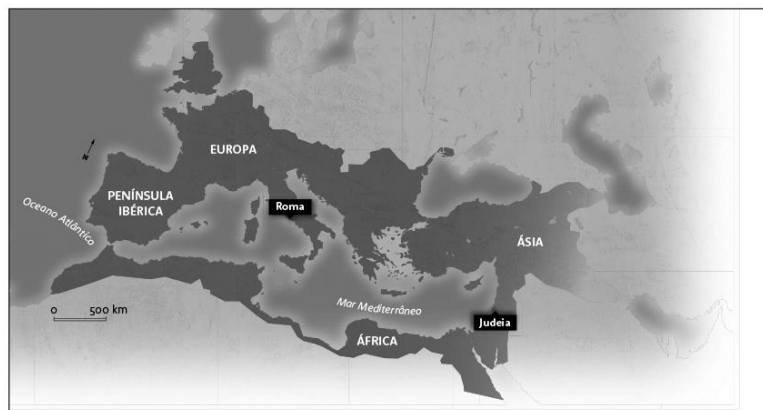 EUROPA
PENÍNSULA
IBÉRICA
Roma
Oceano Atlântico
ÁSIA
0 500 km
Mar Mediterrâneo
Judeia
ÁFRICA